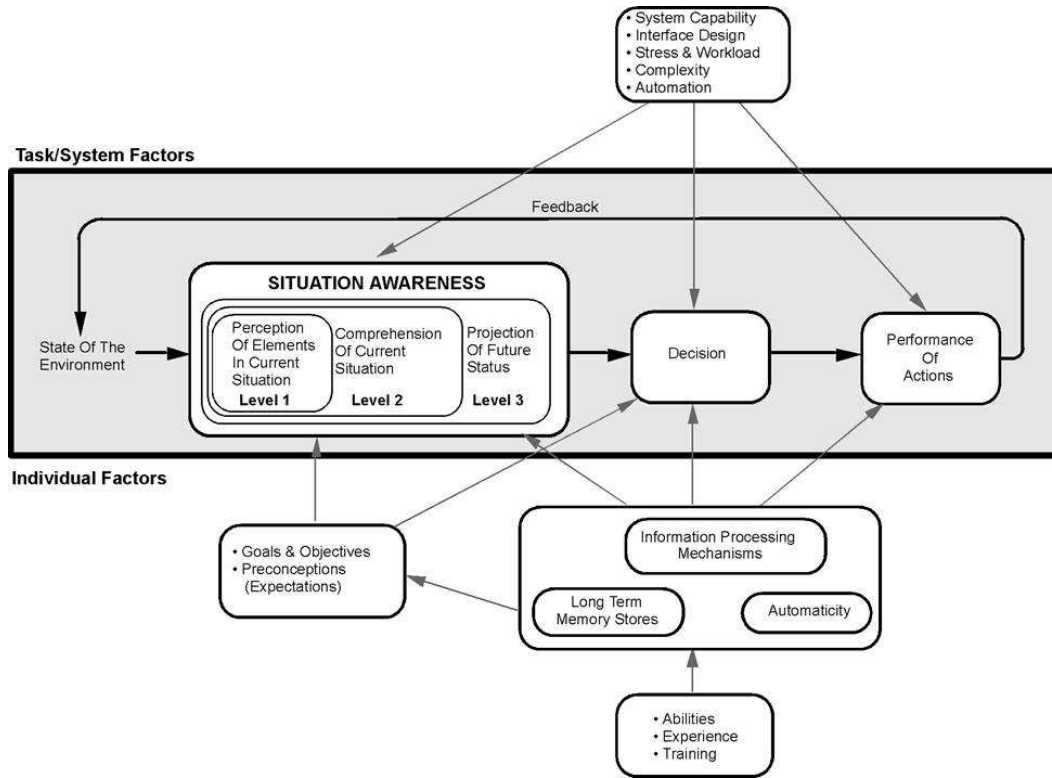 • System Capability
• Interface Design
• Stress & Workload
• Complexity
• Automation
Task/System Factors
Feedback
SITUATION AWARENESS
State Of The
Environment
Perception
Of Elements
In Current
Situation
Level 1
Comprehension
Of Current
Situation
Level 2
Projection
Of Future
Status
Level 3
Decision
Performance
Of
Actions
Individual Factors
• Goals & Objectives
• Preconceptions
(Expectations)
Information Processing
Mechanisms
Long Term
Memory Stores
Automaticity
• Abilities
• Experience
• Training